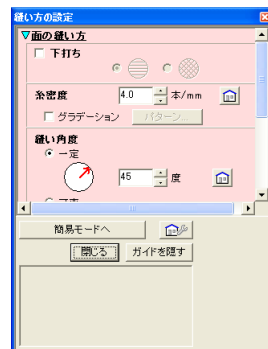 縫い方の設定
▽面の縫い方
下打ち
糸密度 4.0 本/mm
グラデーション パターン...
縫い角度
一定
45 度
簡易モードへ
閉じる ガイドを隠す